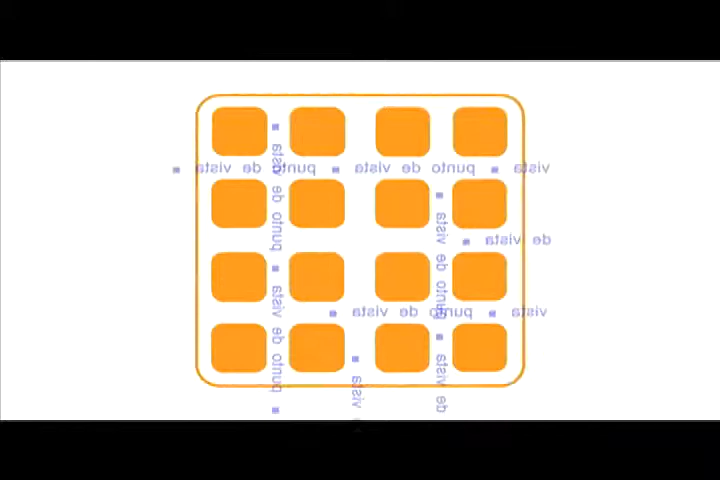 vista ▪ punto de vista ▪ punto de vista ▪
de vista ▪
vista ▪ punto de vista ▪
▪ punto de vista ▪ punto de vista ▪
vista ▪
de vista ▪ punto de vista ▪